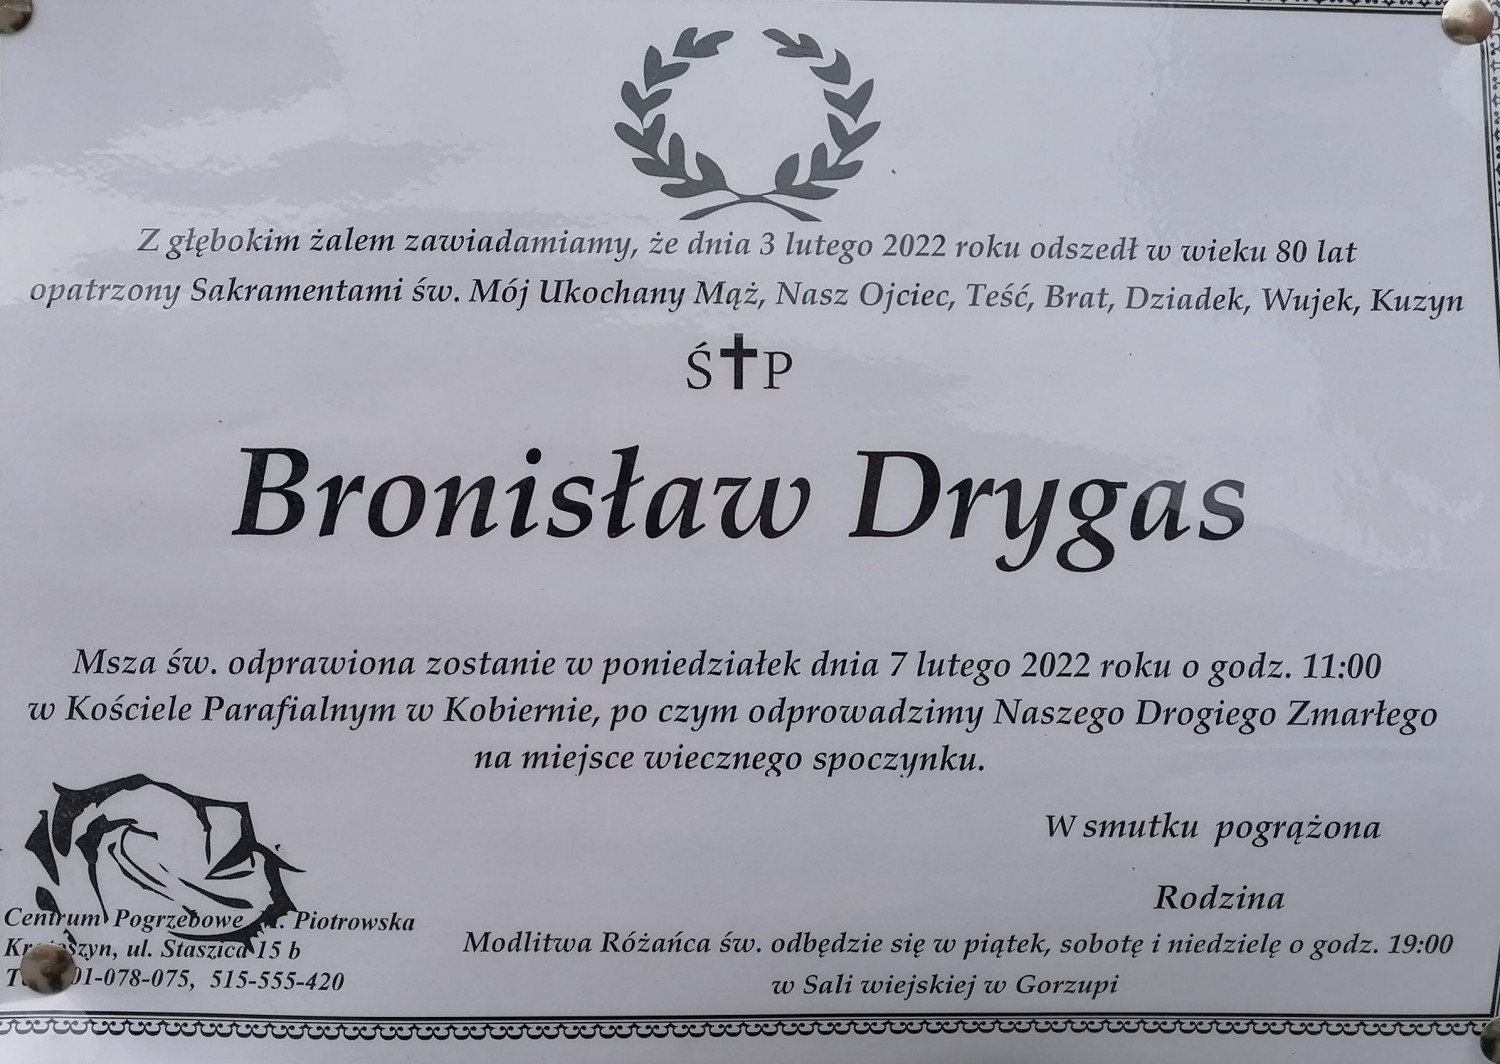 Z głębokim żalem zawiadamiamy, że dnia 3 lutego 2022 roku odszedł w wieku 80 lat
opatrzony Sakramentami św. Mój Ukochany Mąż, Nasz Ojciec, Teść, Brat, Dziadek, Wujek, Kuzyn
Ś✝P
Bronisław Drygas
Msza św. odprawiona zostanie w poniedziałek dnia 7 lutego 2022 roku o godz. 11:00
w Kościele Parafialnym w Kobiernie, po czym odprowadzimy Naszego Drogiego Zmarłego
na miejsce wiecznego spoczynku.
W smutku pogrążona
Rodzina
Modlitwa Różańca św. odbędzie się w piątek, sobotę i niedzielę o godz. 19:00
w Sali wiejskiej w Gorzupi
Centrum Pogrzebowe Piotrowska
ul. Staszica 15 b
515-555-420